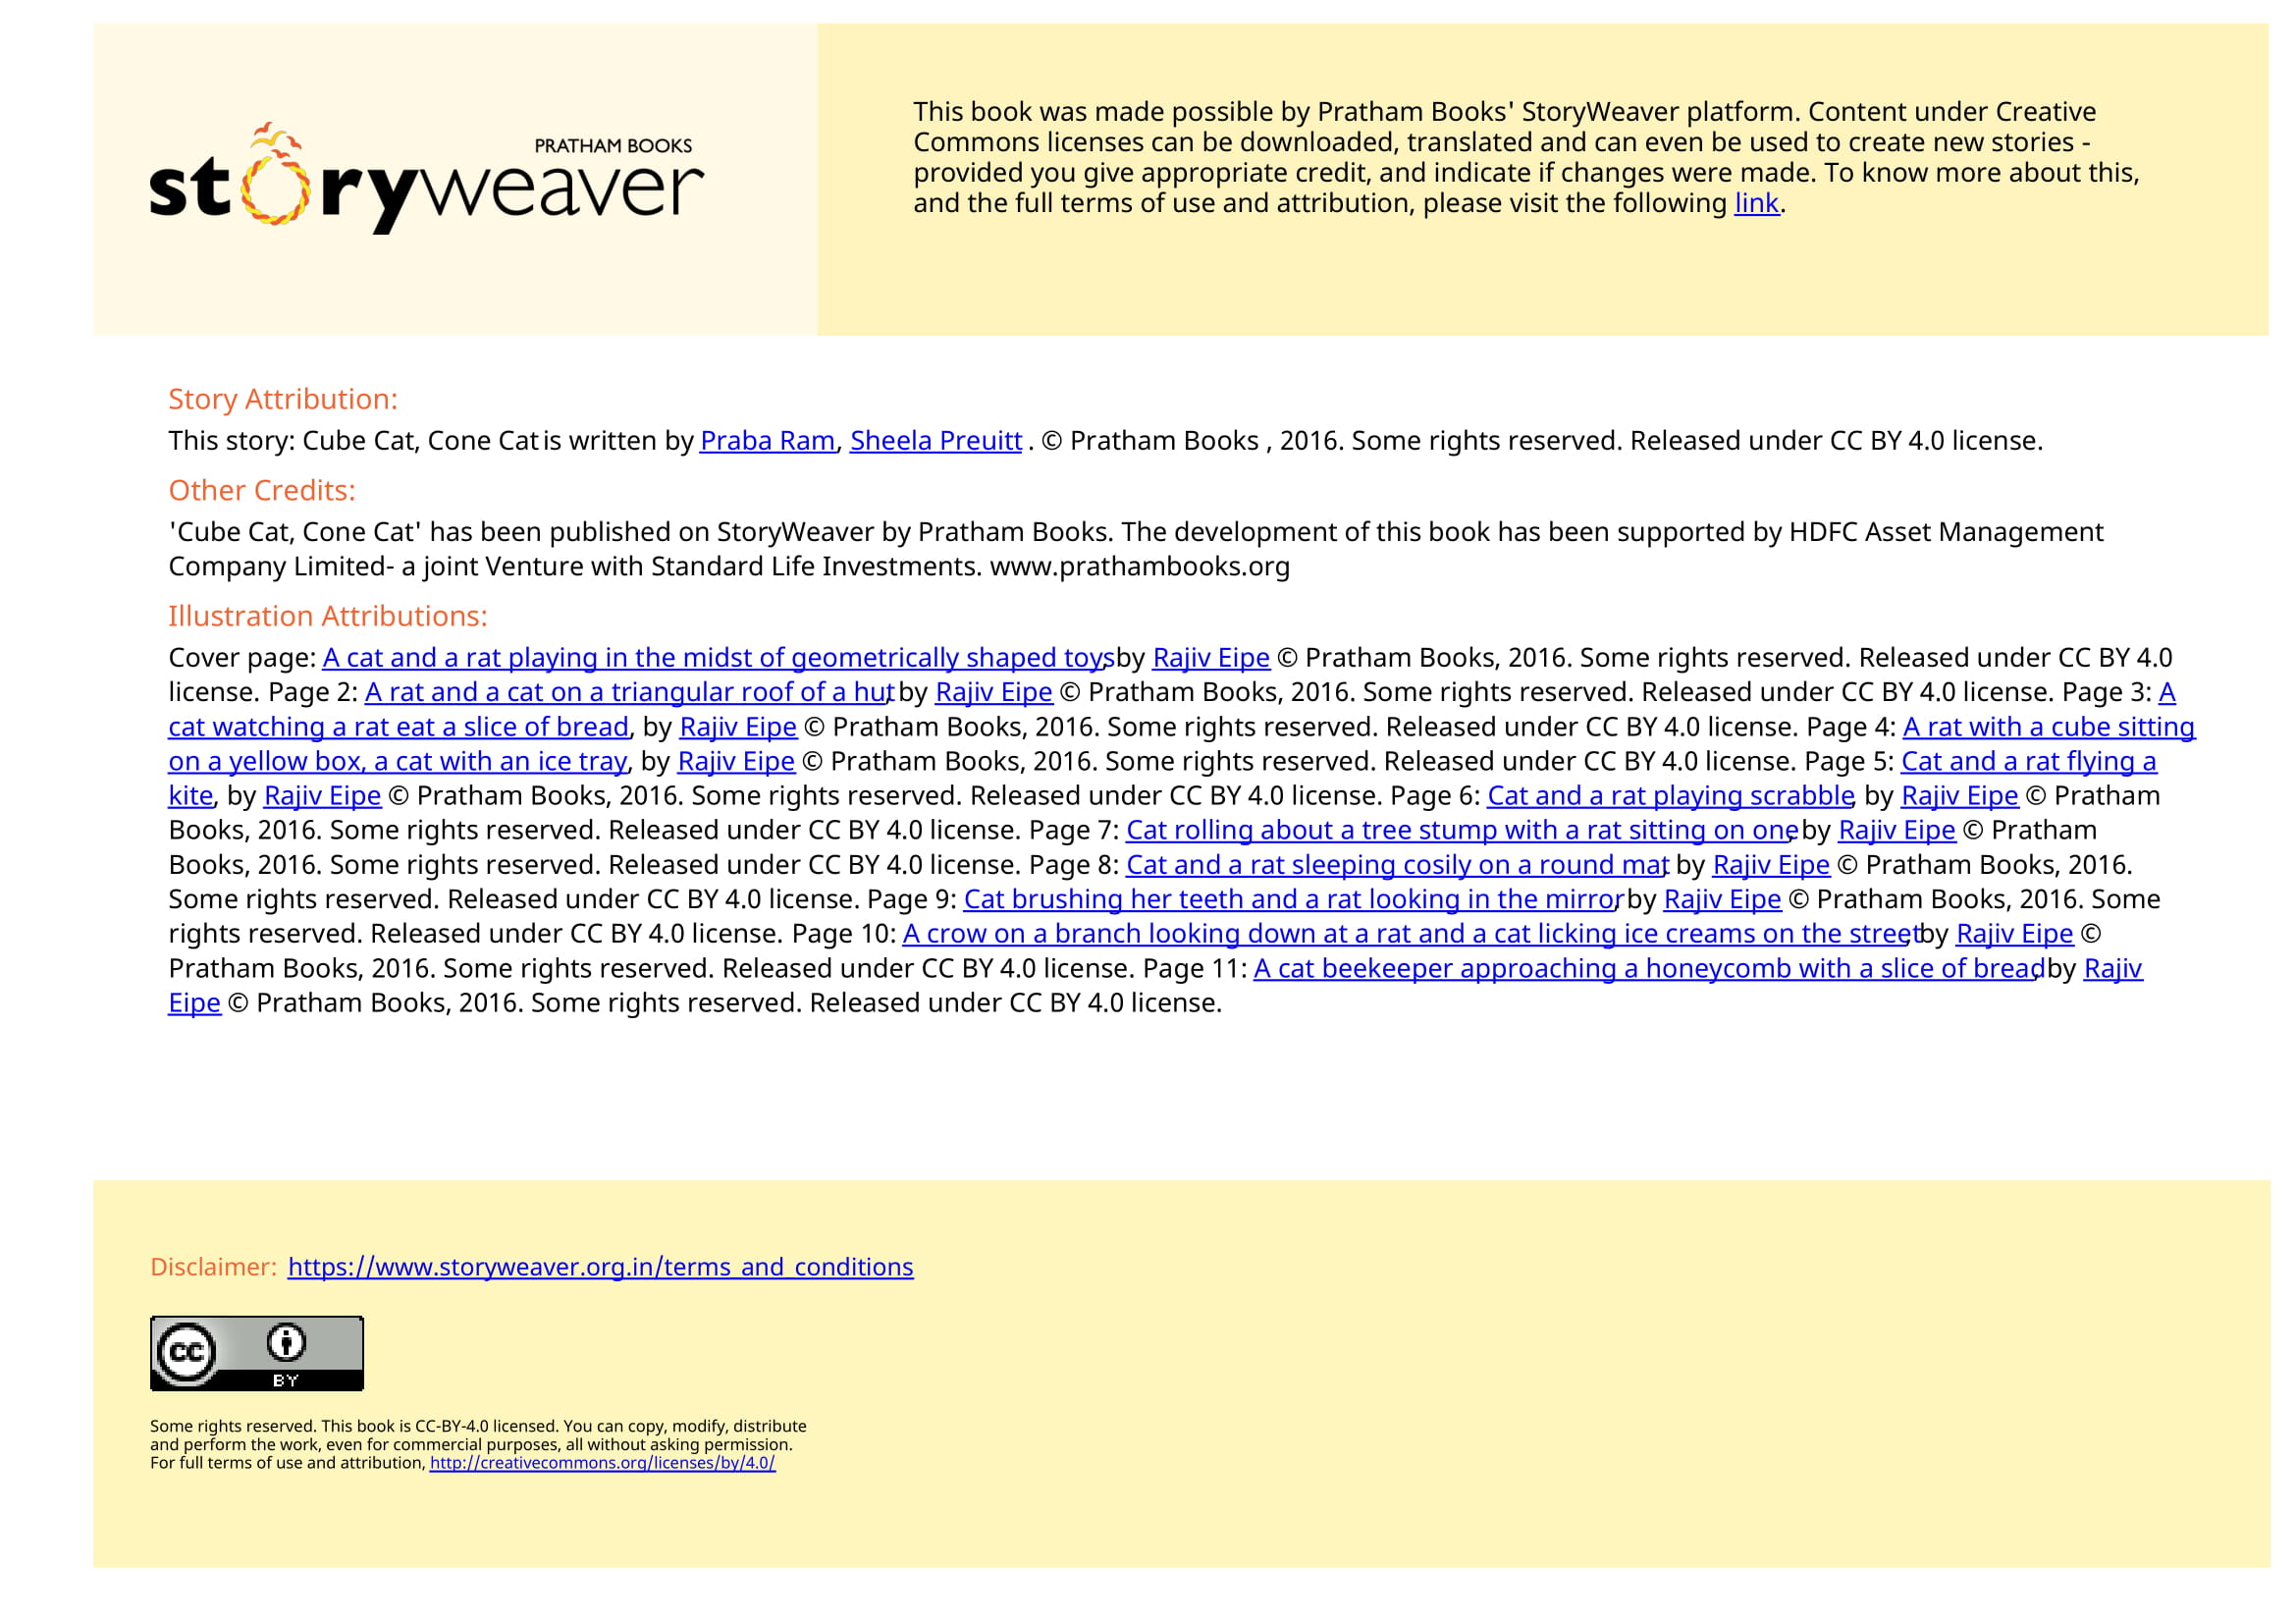 PRATHAM BOOKS
storyweaver
This book was made possible by Pratham Books' StoryWeaver platform. Content under Creative
Commons licenses can be downloaded, translated and can even be used to create new stories -
provided you give appropriate credit, and indicate if changes were made. To know more about this,
and the full terms of use and attribution, please visit the following link.
Story Attribution:
This story: Cube Cat, Cone Cat is written by Praba Ram, Sheela Preuitt . © Pratham Books , 2016. Some rights reserved. Released under CC BY 4.0 license.
Other Credits:
'Cube Cat, Cone Cat' has been published on StoryWeaver by Pratham Books. The development of this book has been supported by HDFC Asset Management
Company Limited- a joint Venture with Standard Life Investments. www.prathambooks.org
Illustration Attributions:
Cover page: A cat and a rat playing in the midst of geometrically shaped toys, by Rajiv Eipe © Pratham Books, 2016. Some rights reserved. Released under CC BY 4.0
license. Page 2: A rat and a cat on a triangular roof of a hut, by Rajiv Eipe © Pratham Books, 2016. Some rights reserved. Released under CC BY 4.0 license. Page 3: A
cat watching a rat eat a slice of bread, by Rajiv Eipe © Pratham Books, 2016. Some rights reserved. Released under CC BY 4.0 license. Page 4: A rat with a cube sitting
on a yellow box, a cat with an ice tray, by Rajiv Eipe © Pratham Books, 2016. Some rights reserved. Released under CC BY 4.0 license. Page 5: Cat and a rat flying a
kite, by Rajiv Eipe © Pratham Books, 2016. Some rights reserved. Released under CC BY 4.0 license. Page 6: Cat and a rat playing scrabble, by Rajiv Eipe © Pratham
Books, 2016. Some rights reserved. Released under CC BY 4.0 license. Page 7: Cat rolling about a tree stump with a rat sitting on one, by Rajiv Eipe © Pratham
Books, 2016. Some rights reserved. Released under CC BY 4.0 license. Page 8: Cat and a rat sleeping cosily on a round mat, by Rajiv Eipe © Pratham Books, 2016.
Some rights reserved. Released under CC BY 4.0 license. Page 9: Cat brushing her teeth and a rat looking in the mirror, by Rajiv Eipe © Pratham Books, 2016. Some
rights reserved. Released under CC BY 4.0 license. Page 10: A crow on a branch looking down at a rat and a cat licking ice creams on the street, by Rajiv Eipe ©
Pratham Books, 2016. Some rights reserved. Released under CC BY 4.0 license. Page 11: A cat beekeeper approaching a honeycomb with a slice of bread, by Rajiv
Eipe © Pratham Books, 2016. Some rights reserved. Released under CC BY 4.0 license.
Disclaimer: https://www.storyweaver.org.in/terms_and_conditions
cc
BY
Some rights reserved. This book is CC-BY-4.0 licensed. You can copy, modify, distribute
and perform the work, even for commercial purposes, all without asking permission.
For full terms of use and attribution, http://creativecommons.org/licenses/by/4.0/